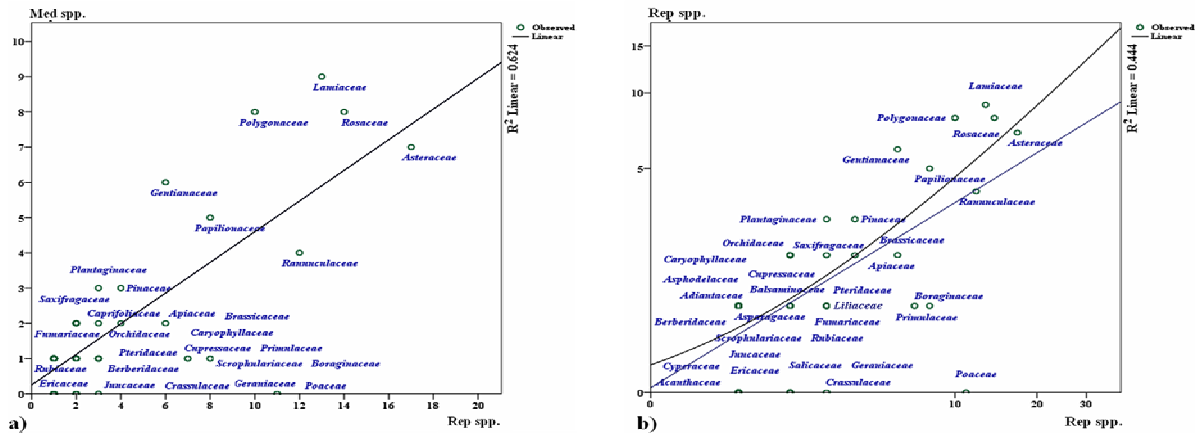 Med spp.
Observed
Linear
R² Linear = 0.624
10
9
8
7
6
5
4
3
2
1
0
Lamiaceae
Polygonaceae
Rosaceae
Asteraceae
Gentianaceae
Papilionaceae
Ranunculaceae
Plantaginaceae
Pinaceae
Saxifragaceae
Caprifoliaceae
Apiaceae
Brassicaceae
Fumariaceae
Orchidaceae
Caryophyllaceae
Pteridaceae
Cupressaceae
Primulaceae
Rubiaceae
Berberidaceae
Scrophulariaceae
Boraginaceae
Ericaceae
Juncaceae
Crassulaceae
Geraniaceae
Poaceae
0 2 4 6 8 10 12 14 16 18 20
Rep spp.
a)
Rep spp.
Observed
Linear
R² Linear = 0.444
15
10
5
0
Lamiaceae
Polygonaceae
Rosaceae
Asteraceae
Gentianaceae
Papilionaceae
Ranunculaceae
Plantaginaceae
Pinaceae
Orchidaceae
Saxifragaceae
Brassicaceae
Caryophyllaceae
Apiaceae
Asphodelaceae
Cupressaceae
Adiantaceae
Balsaminaceae
Pteridaceae
Liliaceae
Boraginaceae
Berberidaceae
Asparagaceae
Fumariaceae
Primulaceae
Scrophulariaceae
Rubiaceae
Juncaceae
Cyperaceae
Ericaceae
Salicaceae
Geraniaceae
Acanthaceae
Crassulaceae
Poaceae
0 10 20 30
Rep spp.
b)